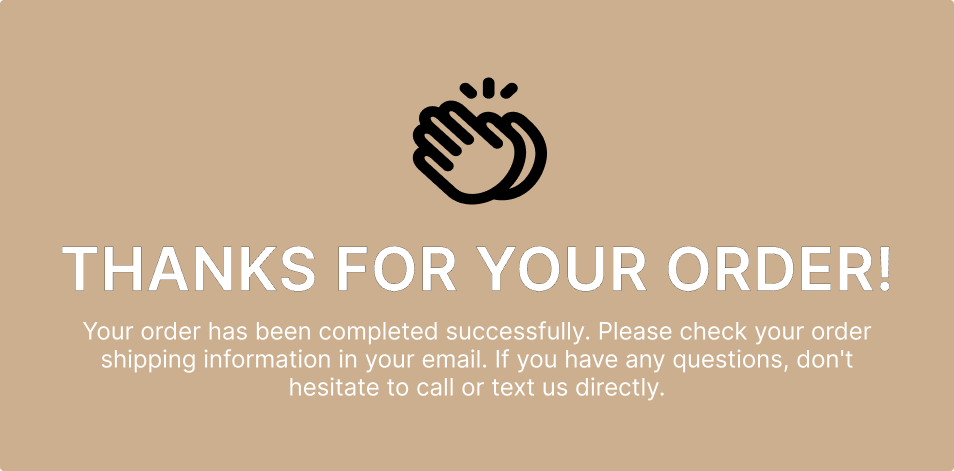 THANKS FOR YOUR ORDER!
Your order has been completed successfully. Please check your order
shipping information in your email. If you have any questions, don't
hesitate to call or text us directly.